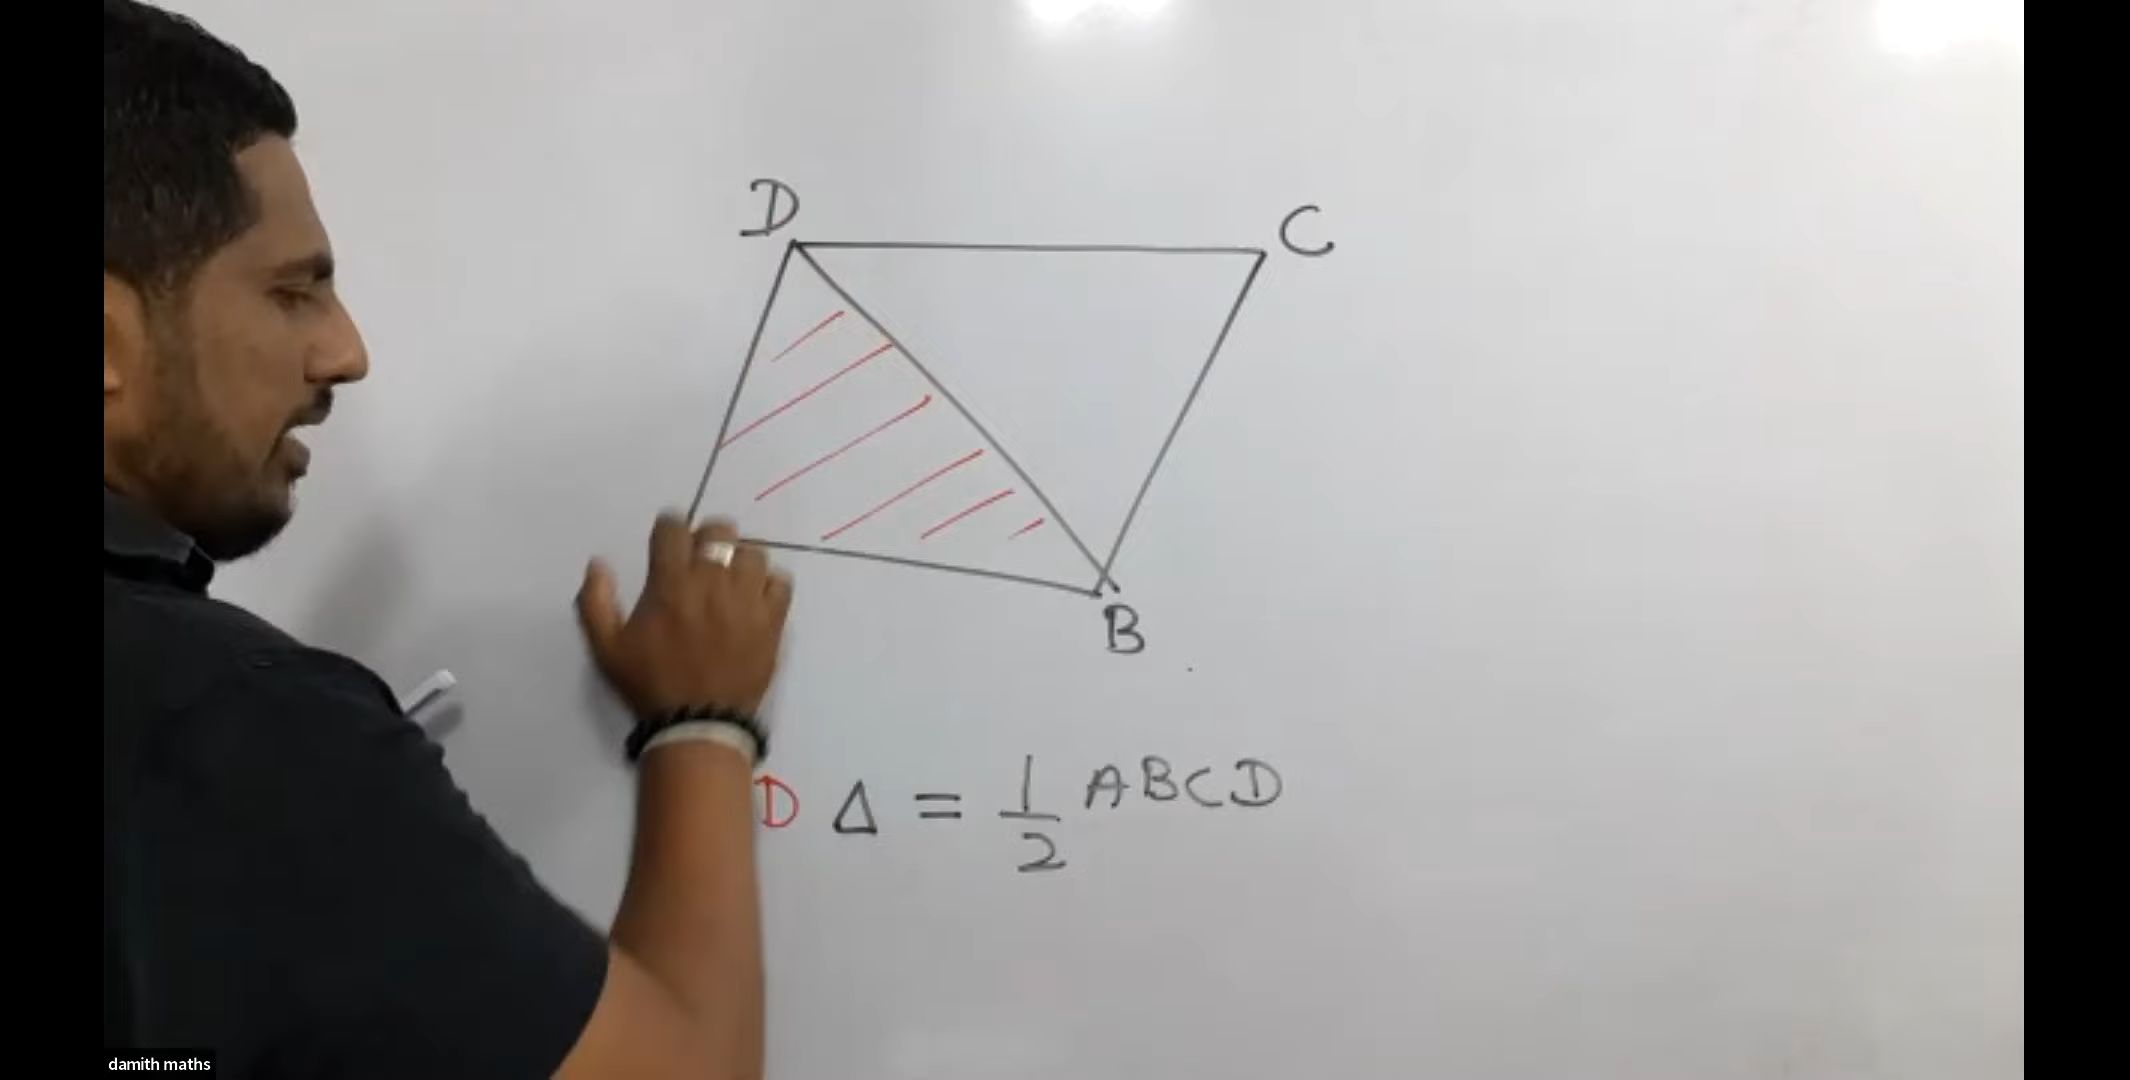 D
C
B
D Δ = 1/2 ABCD
damith maths